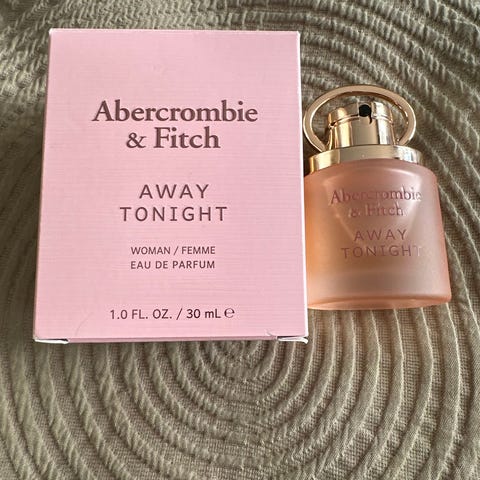 Abercrombie
& Fitch
AWAY
TONIGHT
WOMAN / FEMME
EAU DE PARFUM
1.0 FL. OZ. / 30 mL ℮
Abercrombie
& Fitch
AWAY
TONIGHT